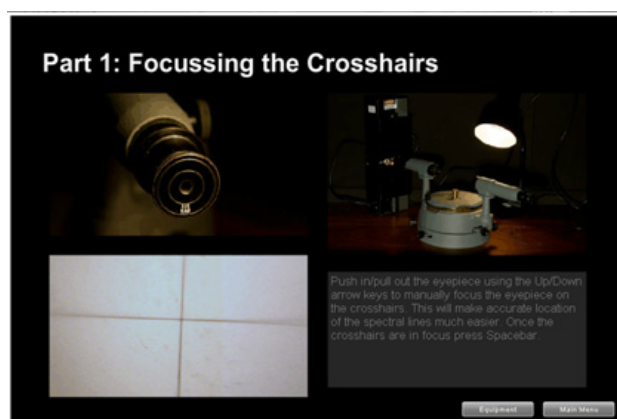 Part 1: Focussing the Crosshairs
Push in/pull out the eyepiece using the Up/Down
arrow keys to manually focus the eyepiece on
the crosshairs. This will make accurate location
of the spectral lines much easier. Once the
crosshairs are in focus press Spacebar.
Equipment
Main Menu